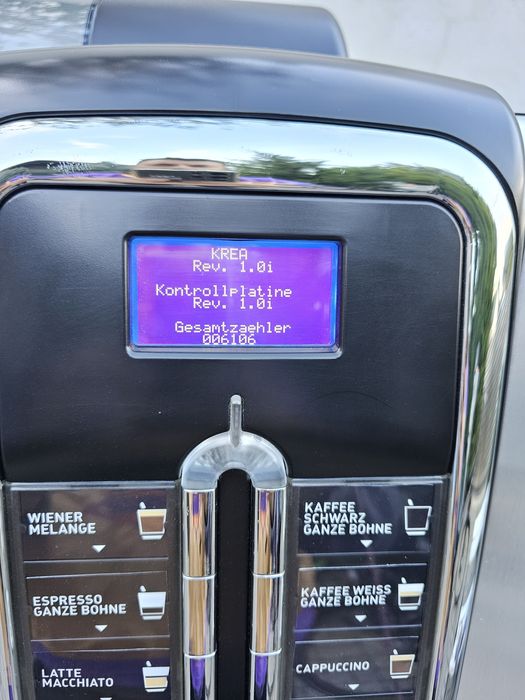 KREA
Rev. 1.0i
Kontrollplatine
Rev. 1.0i
Gesamtzaehler
006106
WIENER
MELANGE
ESPRESSO
GANZE BOHNE
LATTE
MACCHIATO
KAFFEE
SCHWARZ
GANZE BOHNE
KAFFEE WEISS
GANZE BOHNE
CAPPUCCINO